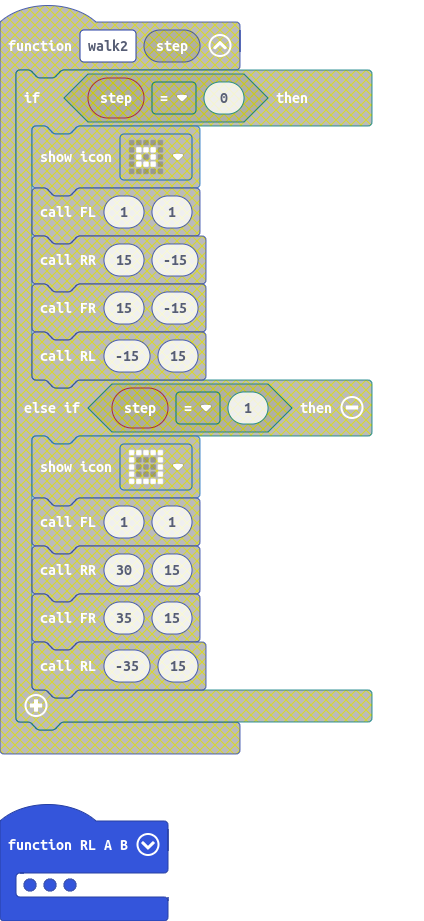 function walk2 step
if step = 0 then
show icon
call FL 1 1
call RR 15 -15
call FR 15 -15
call RL -15 15
else if step = 1 then
show icon
call FL 1 1
call RR 30 15
call FR 35 15
call RL -35 15
function RL A B